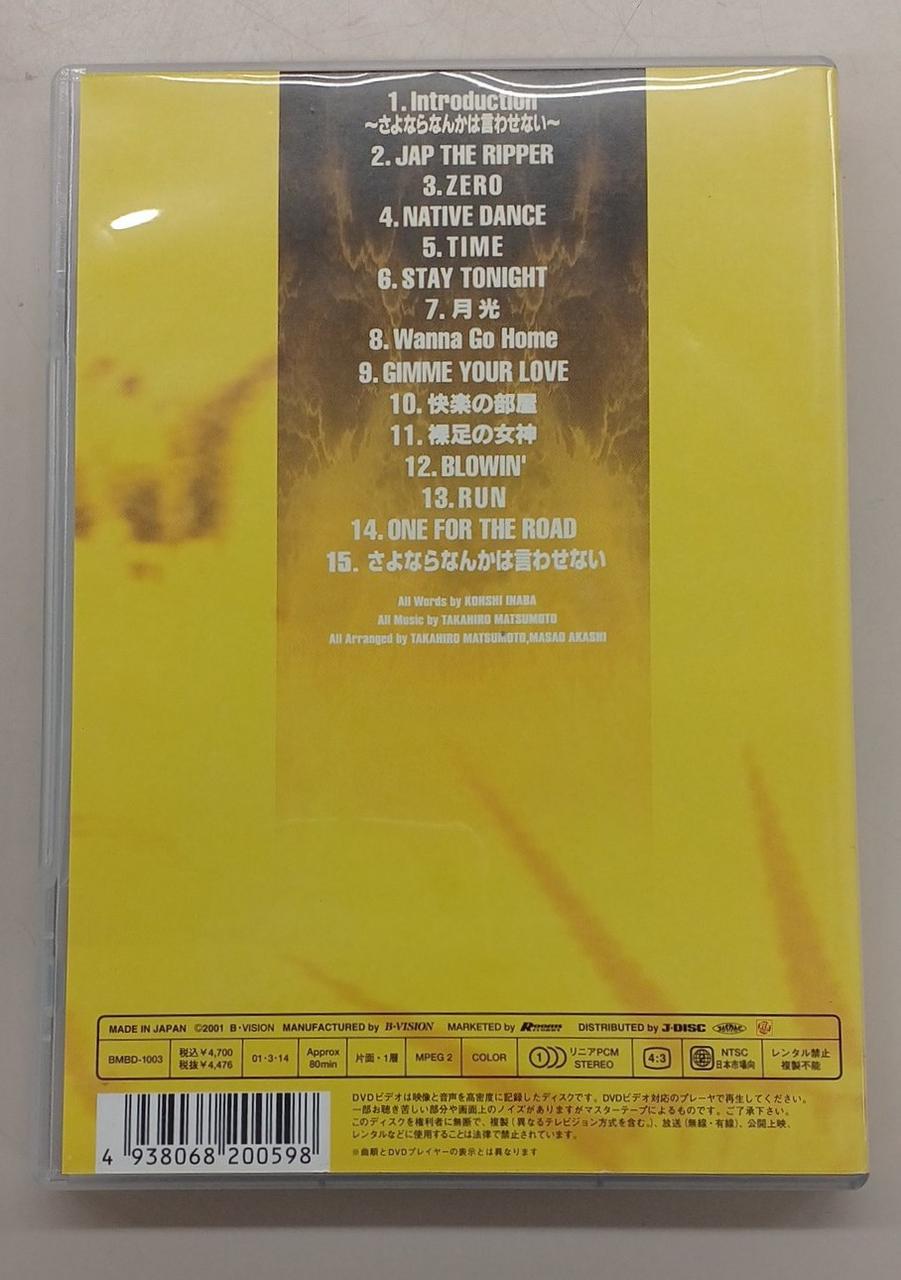 1. Introduction
～さよならなんかは言わせない～
2. JAP THE RIPPER
3. ZERO
4. NATIVE DANCE
5. TIME
6. STAY TONIGHT
7. 月光
8. Wanna Go Home
9. GIMME YOUR LOVE
10. 快楽の部屋
11. 裸足の女神
12. BLOWIN'
13. RUN
14. ONE FOR THE ROAD
15. さよならなんかは言わせない
All Words by KOHSHI INABA
All Music by TAKAHIRO MATSUMOTO
All Arranged by TAKAHIRO MATSUMOTO,MASAO AKASHI
MADE IN JAPAN ©2001 B・VISION MANUFACTURED by B-VISION MARKETED by DISTRIBUTED by J-DISC
BMBD-1003 税込￥4,700 税抜￥4,476 01・3・14 Approx 80min 片面・1層 MPEG 2 COLOR 1 リニアPCM STEREO 4:3 2 NTSC 日本市場向 レンタル禁止 複製不能
DVDビデオは映像と音声を高密度に記録したディスクです。DVDビデオ対応のプレーヤで再生してください。
一部お聴き苦しい部分や画面上のノイズがありますがマスターテープによるものです。ご了承下さい。
このディスクを権利者に無断で、複製（異なるテレビジョン方式を含む。）、放送（無線・有線）、公開上映、
レンタルなどに使用することは法律で禁止されています。
※曲順とDVDプレイヤーの表示とは異なります
4 938068 200598